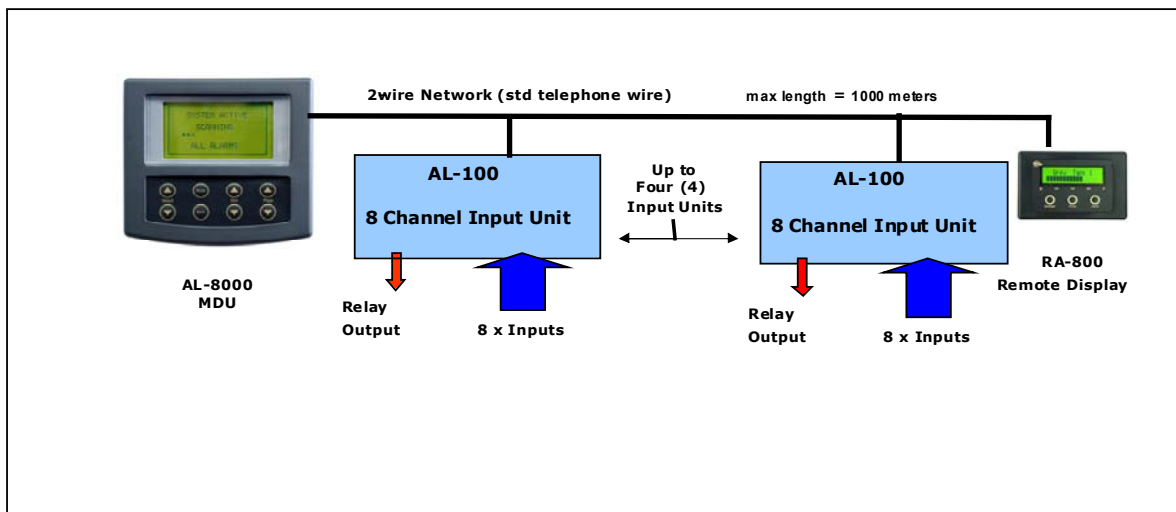 2-wire Network (std telephone wire)
max length = 1000 meters
SYSTEM ACTIVE
SCANNING
ALL ALARMS
AL-8000
MDU
AL-100
8 Channel Input Unit
Relay
Output
8 x Inputs
Up to
Four (4)
Input Units
AL-100
8 Channel Input Unit
Relay
Output
8 x Inputs
RA-800
Remote Display